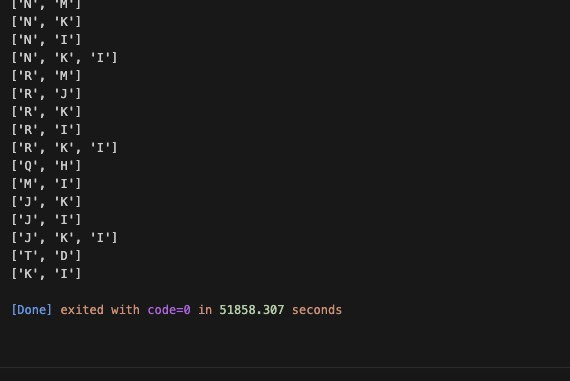 ['N', 'M']
['N', 'K']
['N', 'I']
['N', 'K', 'I']
['R', 'M']
['R', 'J']
['R', 'K']
['R', 'I']
['R', 'K', 'I']
['Q', 'H']
['M', 'I']
['J', 'K']
['J', 'I']
['J', 'K', 'I']
['T', 'D']
['K', 'I']
[Done] exited with code=0 in 51858.307 seconds